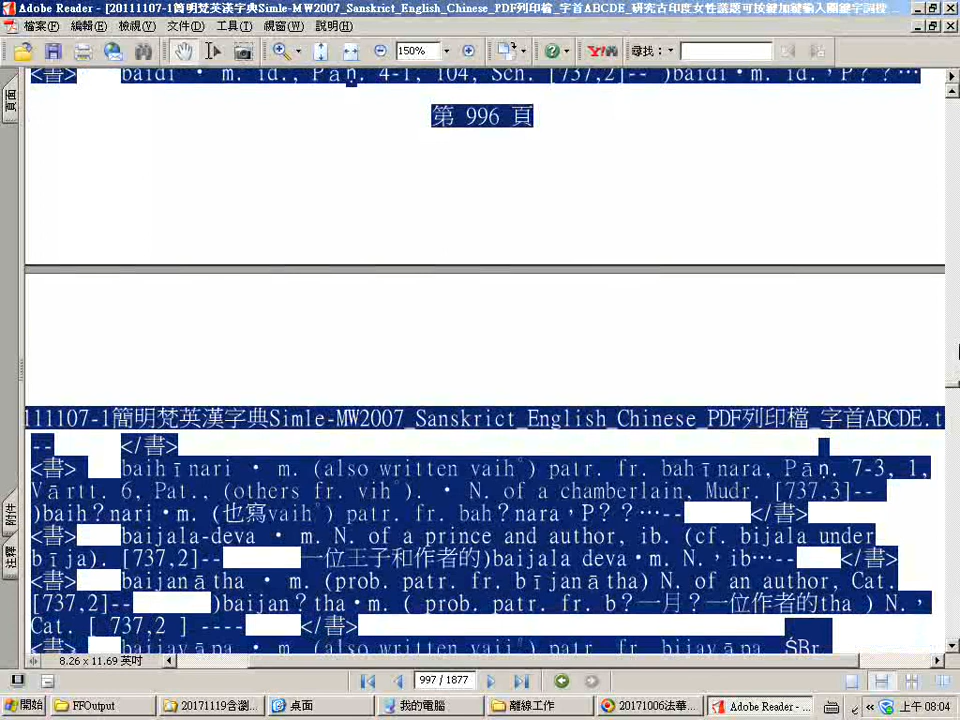 Adobe Reader - [20111107-1簡明梵英漢字典Simle-MW2007_Sanskrict_English_Chinese_PDF列印檔_字首ABCDE_研究古印度女性議題可按鍵加鍵輸入關鍵字詞
檔案(F) 編輯(E) 檢視(V) 文件(D) 工具(T) 視窗(W) 說明(H)
150% 尋找：
頁面
<書> baidi • m. id., Pāṇ. 4-1, 104, Sch. [737,2]-- )baidi•m. id.，P？？…
第 996 頁
111107-1簡明梵英漢字典Simle-MW2007_Sanskrict_English_Chinese_PDF列印檔_字首ABCDE.t
-- </書>
<書> baihīnari • m. (also written vaih°) patr. fr. bahīnara, Pāṇ. 7-3, 1,
Vārtt. 6, Pat., (others fr. vih°). • N. of a chamberlain, Mudr. [737,3]--
)baih？nari•m. (也寫vaih°) patr. fr. bah？nara，P？？…-- </書>
<書> baijala-deva • m. N. of a prince and author, ib. (cf. bijala under
bīja). [737,2]-- 一位王子和作者的)baijala deva•m. N.，ib…-- </書>
<書> baijanātha • m. (prob. patr. fr. bījanātha) N. of an author, Cat.
[737,2]-- )baijan？tha•m. ( prob. patr. fr. b？一月？一位作者的tha ) N.，
Cat. [ 737,2 ] ---- </書>
<書> baijavāpa • m. (also written vaij°) patr. fr. bijavāpa, ŚBr.
附件
註釋
8.26 x 11.69 英吋
997 / 1877
開始 FFOutput 20171119含瀏... 桌面 我的電腦 離線工作 20171006法華... Adobe Reader - ... 上午 08:04